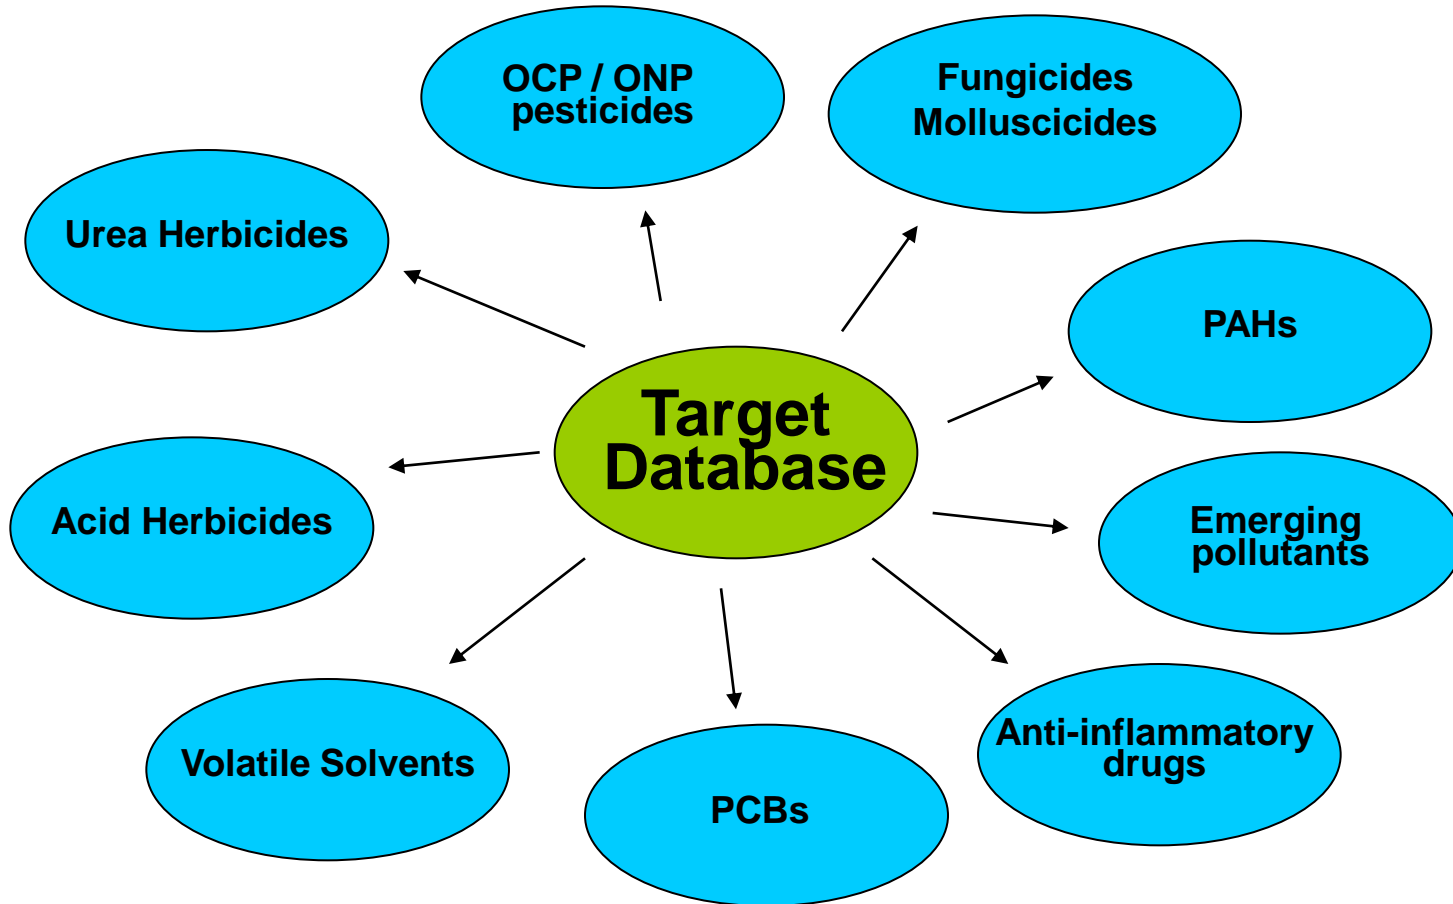 OCP / ONP
pesticides
Fungicides
Molluscicides
Urea Herbicides
PAHs
Target
Database
Acid Herbicides
Emerging
pollutants
Anti-inflammatory
drugs
Volatile Solvents
PCBs